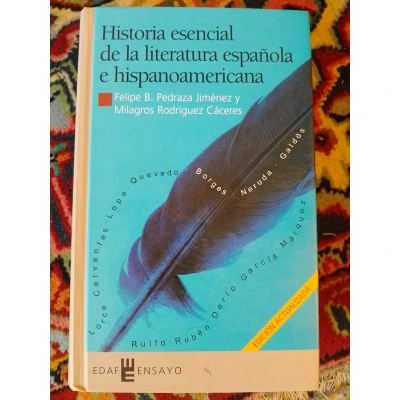 Historia esencial
de la literatura española
e hispanoamericana
Felipe B. Pedraza Jiménez y
Milagros Rodríguez Cáceres
Lorca · Cervantes · Lope · Quevedo · Borges · Neruda · Galdós
Rulfo · Rubén Darío · García Márquez
EDICIÓN ACTUALIZADA
EDAF ENSAYO